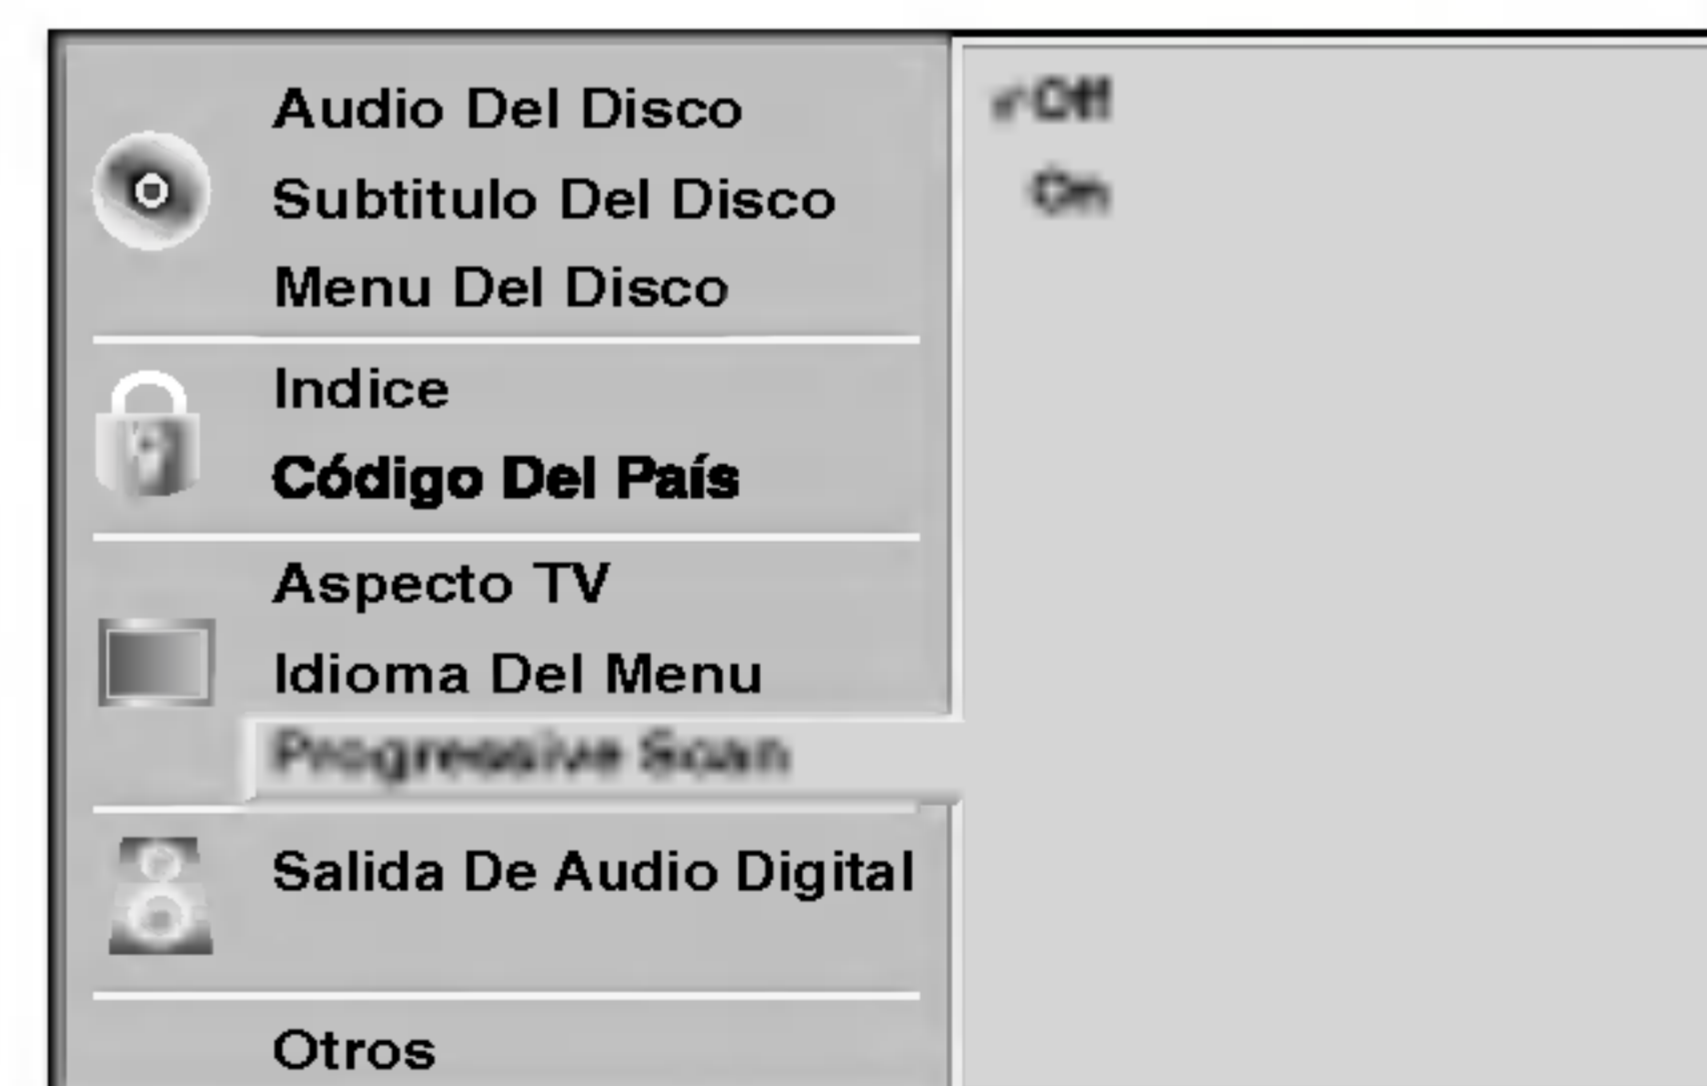 Audio Del Disco
Subtitulo Del Disco
Menu Del Disco
Indice
Código Del País
Aspecto TV
Idioma Del Menu
Progressive Scan
Salida De Audio Digital
Otros
✓Off
On